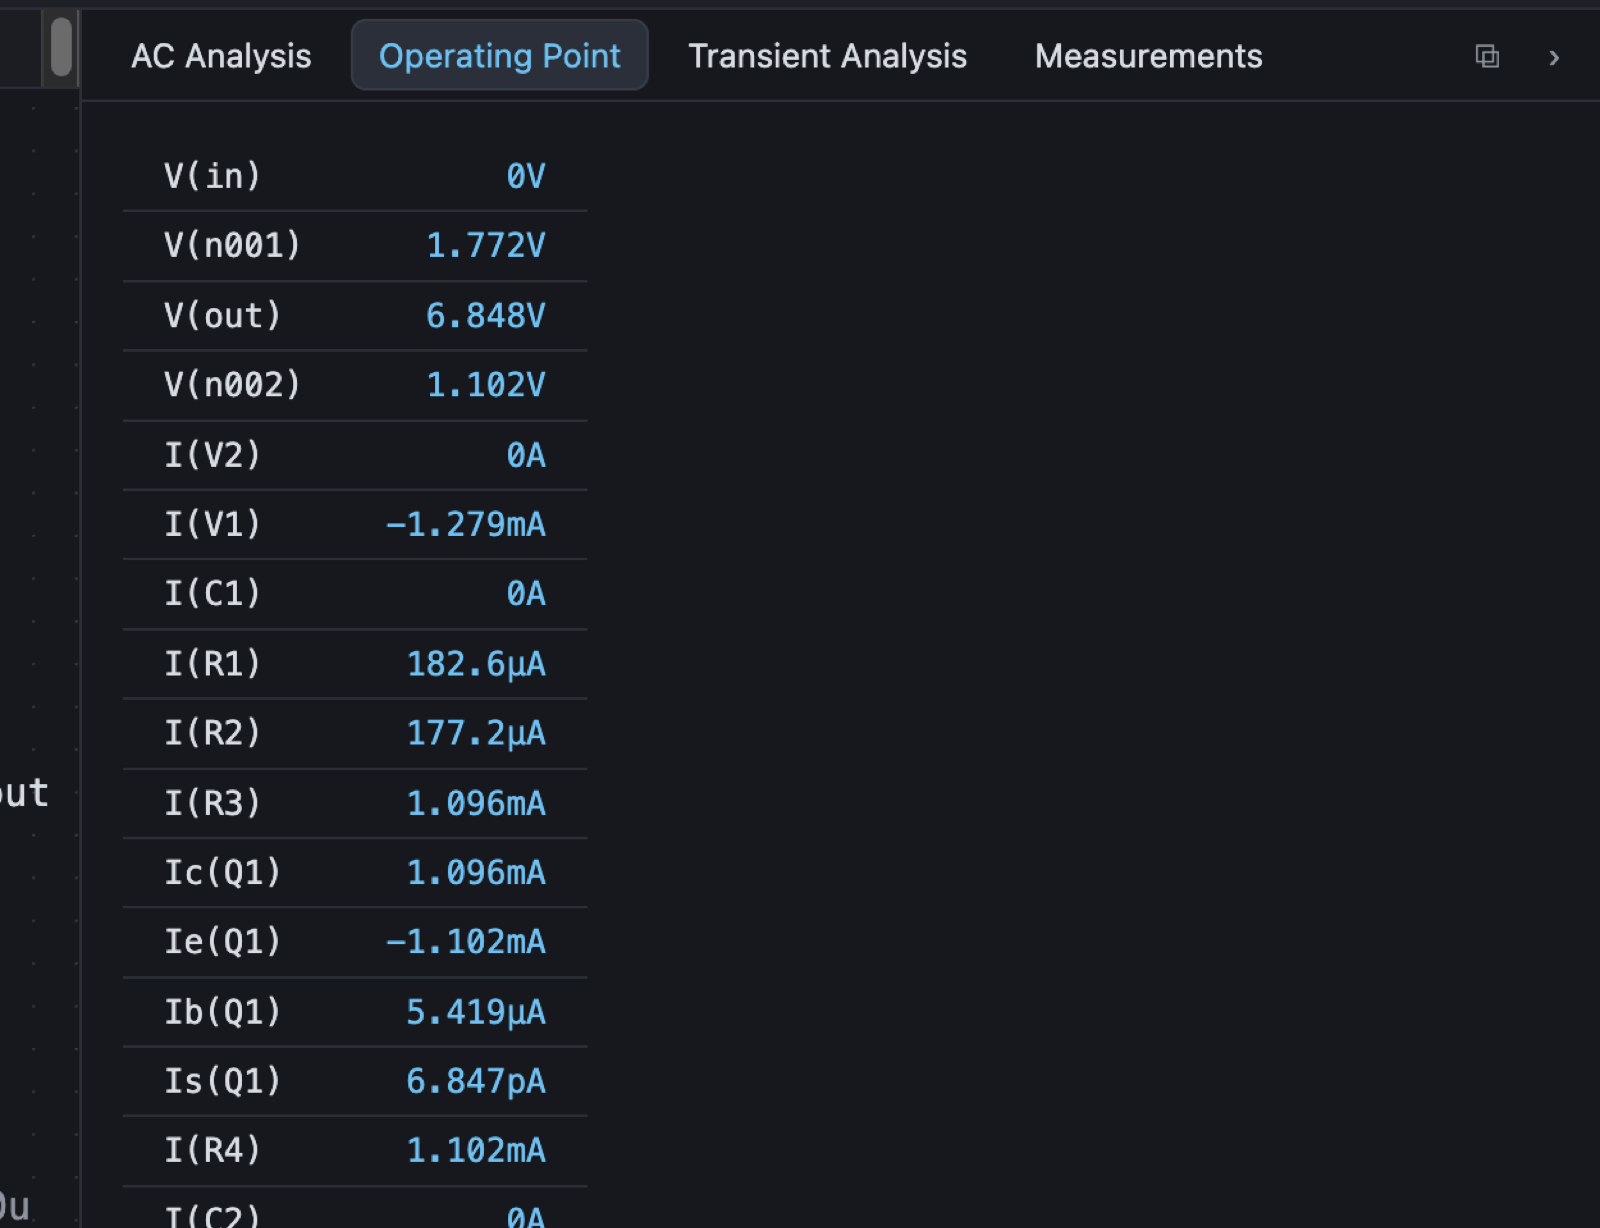 AC Analysis Operating Point Transient Analysis Measurements
V(in) 0V
V(n001) 1.772V
V(out) 6.848V
V(n002) 1.102V
I(V2) 0A
I(V1) −1.279mA
I(C1) 0A
I(R1) 182.6µA
I(R2) 177.2µA
out
I(R3) 1.096mA
Ic(Q1) 1.096mA
Ie(Q1) −1.102mA
Ib(Q1) 5.419µA
Is(Q1) 6.847pA
I(R4) 1.102mA
0u
I(C2) 0A